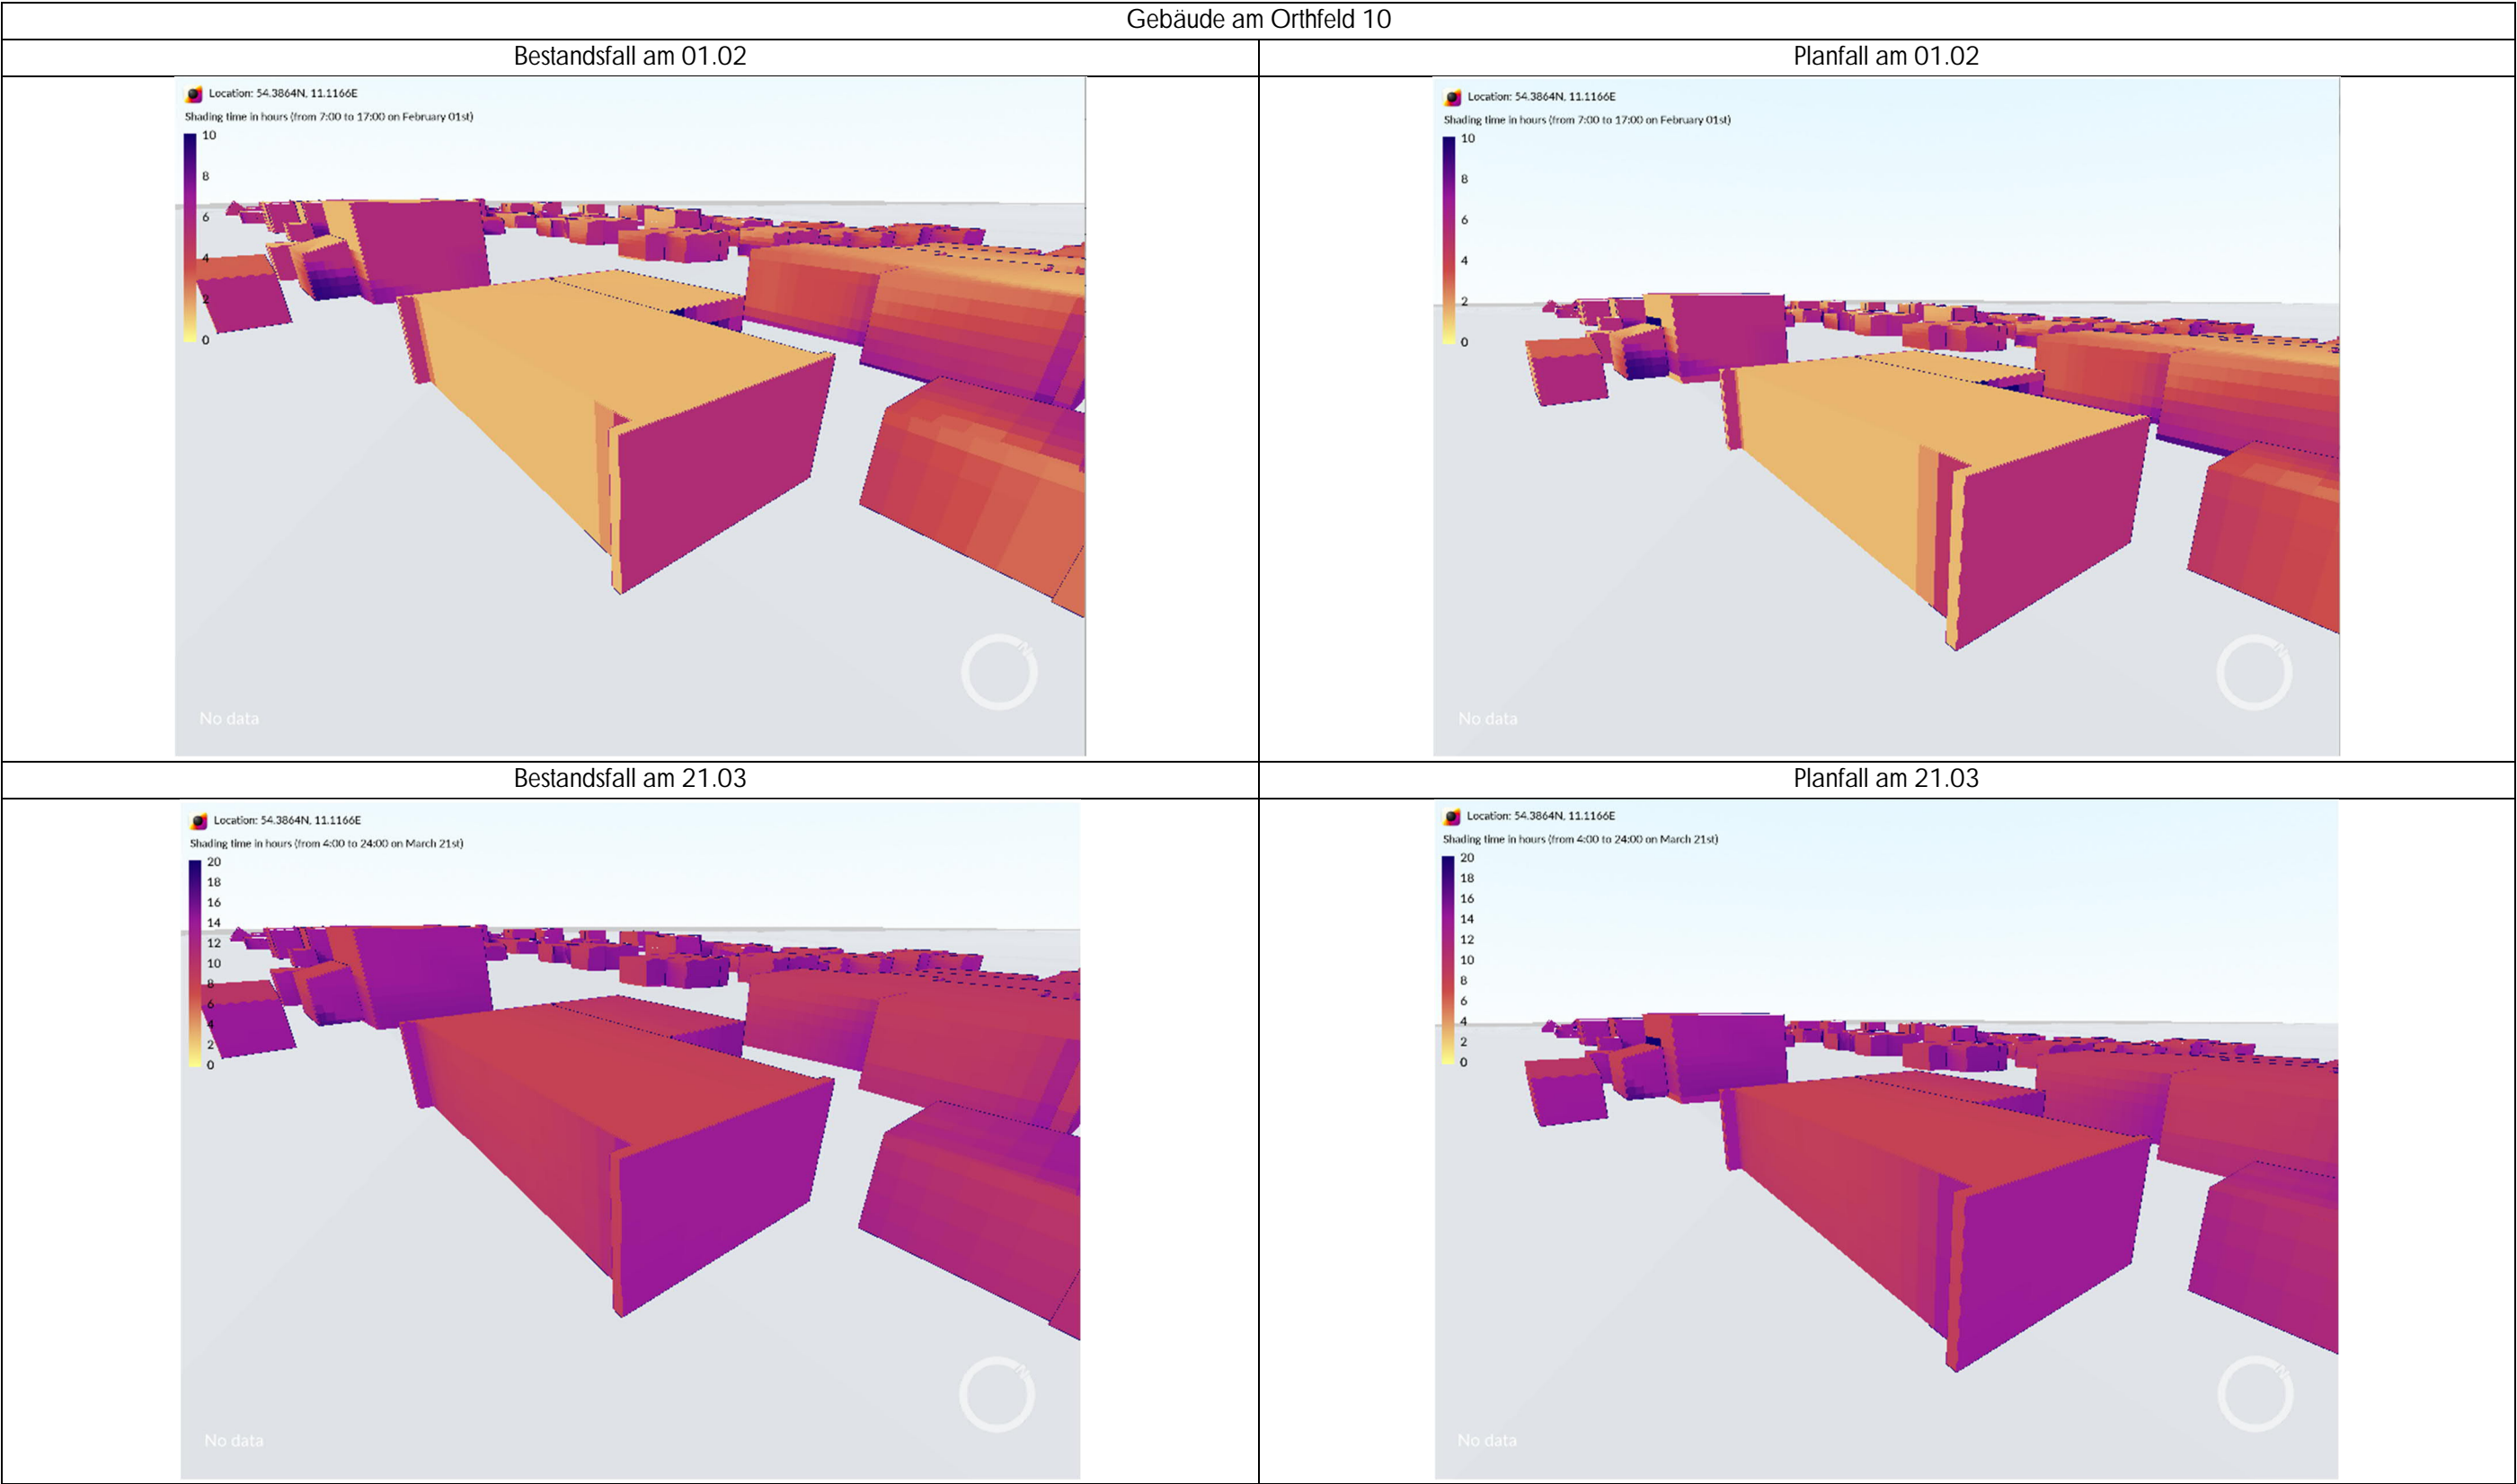 Gebäude am Orthfeld 10
Bestandsfall am 01.02
Planfall am 01.02
Location: 54.3864N, 11.1166E
Shading time in hours (from 7:00 to 17:00 on February 01st)
10
8
6
4
2
0
N
No data
Location: 54.3864N, 11.1166E
Shading time in hours (from 7:00 to 17:00 on February 01st)
10
8
6
4
2
0
N
No data
Bestandsfall am 21.03
Planfall am 21.03
Location: 54.3864N, 11.1166E
Shading time in hours (from 4:00 to 24:00 on March 21st)
20
18
16
14
12
10
8
6
4
2
0
N
No data
Location: 54.3864N, 11.1166E
Shading time in hours (from 4:00 to 24:00 on March 21st)
20
18
16
14
12
10
8
6
4
2
0
N
No data